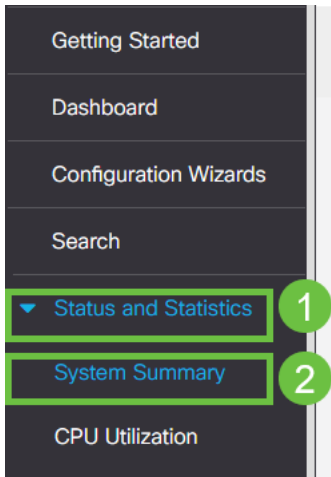 Getting Started
Dashboard
Configuration Wizards
Search
Status and Statistics 1
System Summary 2
CPU Utilization